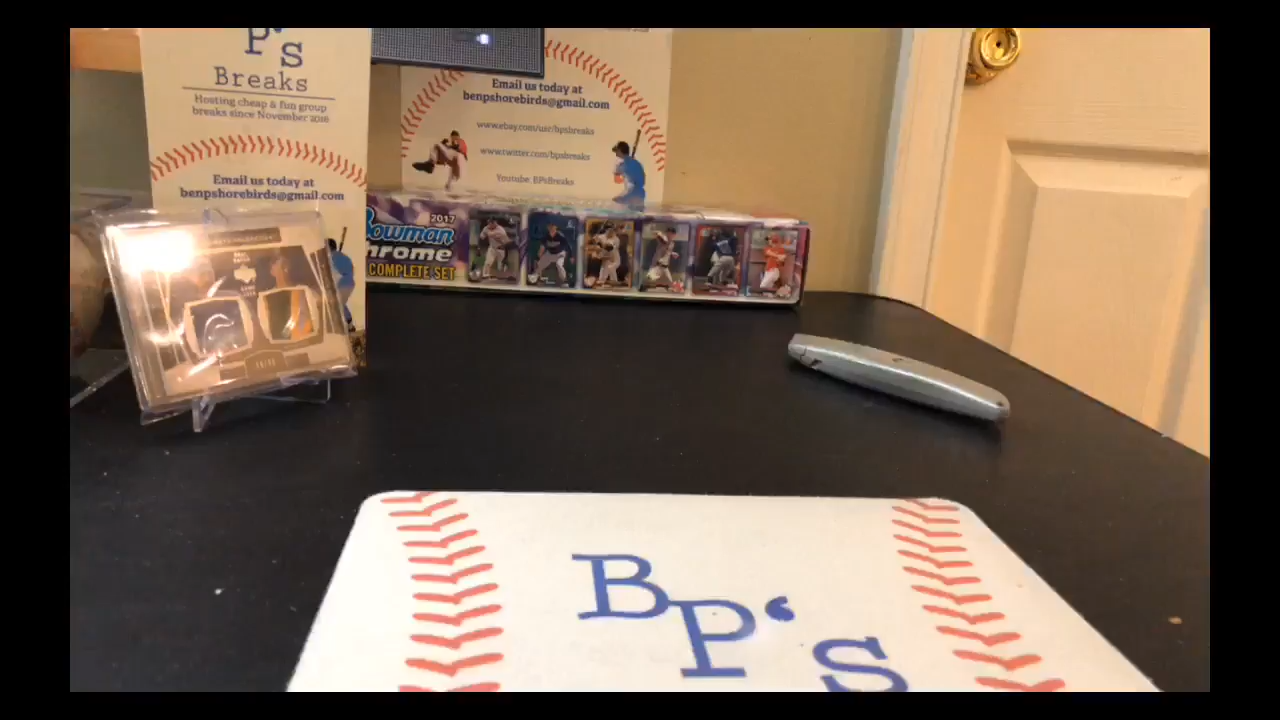 P's
Breaks
Hosting cheap & fun group
breaks since November 2016
Email us today at
benpshorebirds@gmail.com
Email us today at
benpshorebirds@gmail.com
www.ebay.com/usr/bpsbreaks
www.twitter.com/bpsbreaks
Youtube: BPsBreaks
2017
Bowman
hrome
COMPLETE SET
BP's